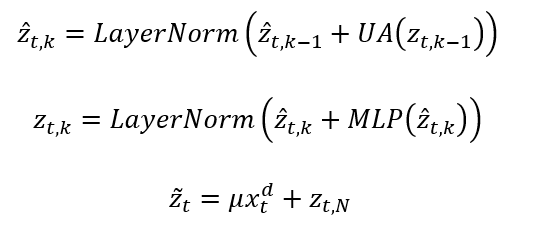 ẑ_{t,k} = LayerNorm(ẑ_{t,k−1} + UA(z_{t,k−1}))
z_{t,k} = LayerNorm(ẑ_{t,k} + MLP(ẑ_{t,k}))
z̃_t = μx_t^d + z_{t,N}